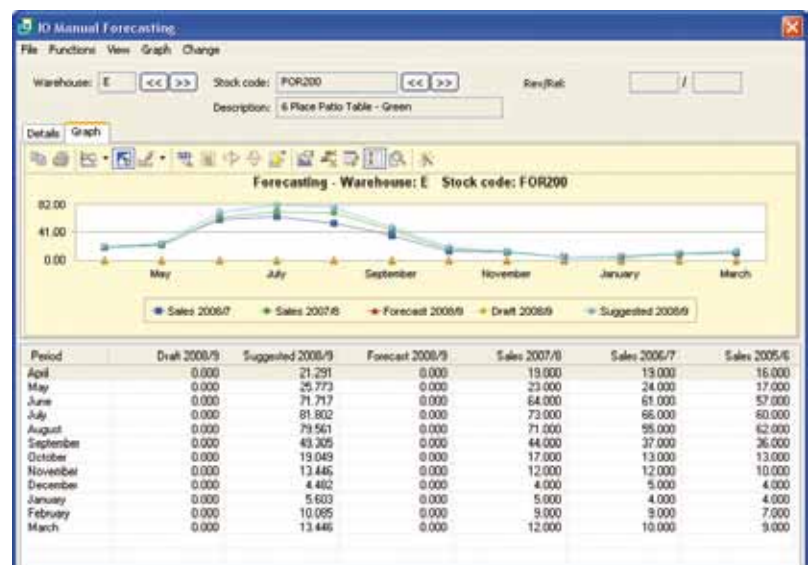 IO Manual Forecasting
File Functions View Graph Change
Warehouse: E << >> Stock code: FOR200 << >> Rev/Rel: /
Description: 6 Place Patio Table - Green
Details Graph
Forecasting - Warehouse: E Stock code: FOR200
82.00
41.00
0.00
May July September November January March
Sales 2006/7 Sales 2007/8 Forecast 2008/9 Draft 2008/9 Suggested 2008/9
Period Draft 2008/9 Suggested 2008/9 Forecast 2008/9 Sales 2007/8 Sales 2006/7 Sales 2005/6
April 0.000 21.291 0.000 19.000 19.000 16.000
May 0.000 25.773 0.000 23.000 24.000 17.000
June 0.000 71.717 0.000 64.000 61.000 57.000
July 0.000 81.802 0.000 73.000 66.000 60.000
August 0.000 79.561 0.000 71.000 55.000 62.000
September 0.000 49.305 0.000 44.000 37.000 36.000
October 0.000 19.049 0.000 17.000 13.000 13.000
November 0.000 13.446 0.000 12.000 12.000 10.000
December 0.000 4.482 0.000 4.000 5.000 4.000
January 0.000 5.603 0.000 5.000 4.000 4.000
February 0.000 10.085 0.000 9.000 9.000 7.000
March 0.000 13.446 0.000 12.000 10.000 9.000